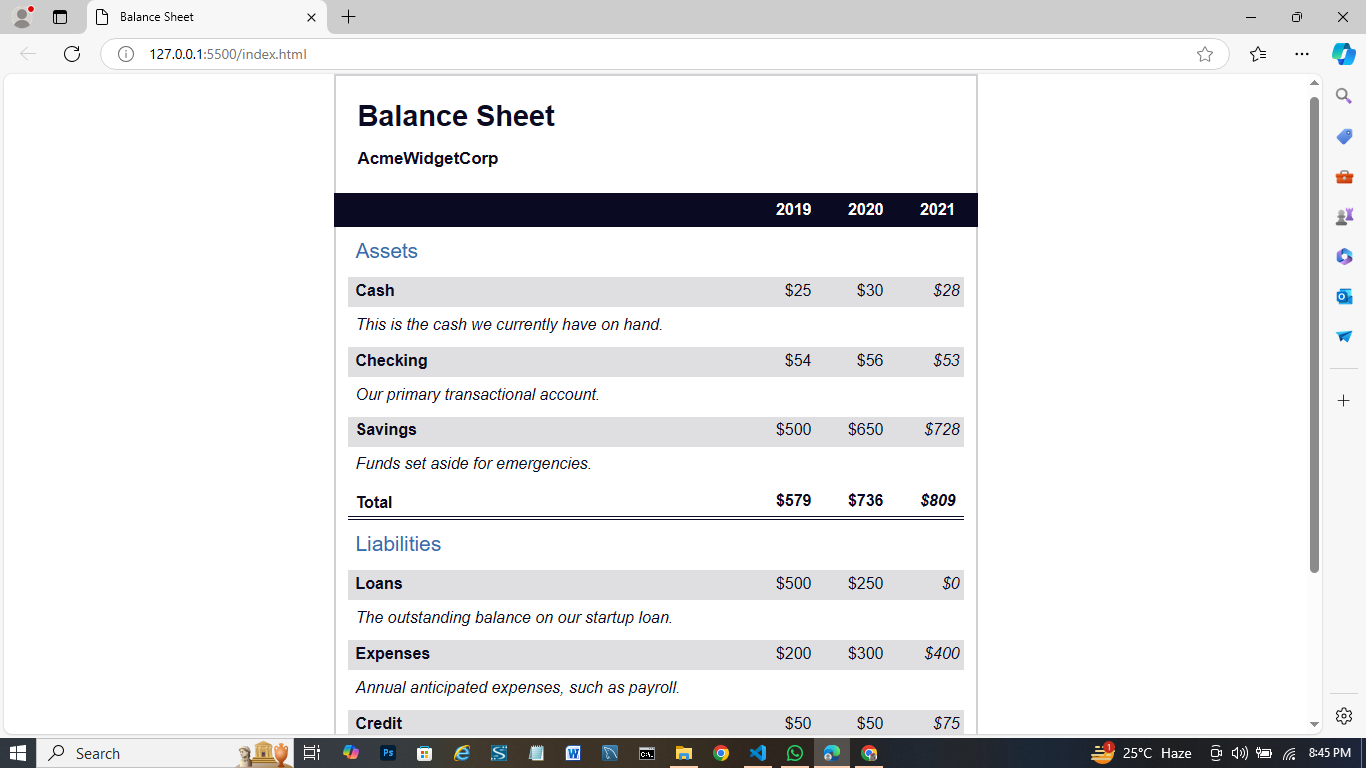 Balance Sheet
127.0.0.1:5500/index.html
Balance Sheet
AcmeWidgetCorp
2019 2020 2021
Assets
Cash $25 $30 $28
This is the cash we currently have on hand.
Checking $54 $56 $53
Our primary transactional account.
Savings $500 $650 $728
Funds set aside for emergencies.
Total $579 $736 $809
Liabilities
Loans $500 $250 $0
The outstanding balance on our startup loan.
Expenses $200 $300 $400
Annual anticipated expenses, such as payroll.
Credit $50 $50 $75
Search Ps 1 25°C Haze 8:45 PM